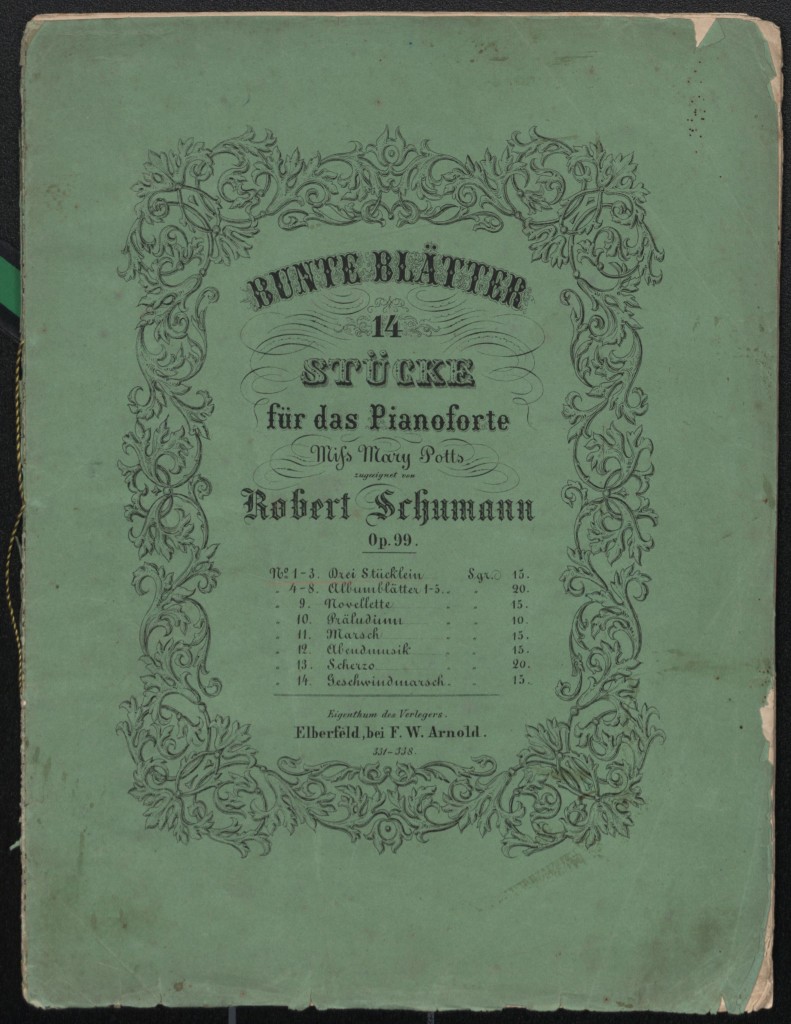 BUNTE BLÄTTER
14
STÜCKE
für das Pianoforte
Miſs Mary Potts
zugeeignet von
Robert Schumann
Op. 99.
No. 1-3. Drei Stücklein Sgr. 15.
" 4-8. Albumblätter 1-5. " " 20.
" 9. Novellette " " 15.
" 10. Präludium " " 10.
" 11. Marsch " " 15.
" 12. Abendmusik " " 15.
" 13. Scherzo " " 20.
" 14. Geschwindmarsch. " " 15.
Eigenthum des Verlegers.
Elberfeld, bei F. W. Arnold.
331-338.